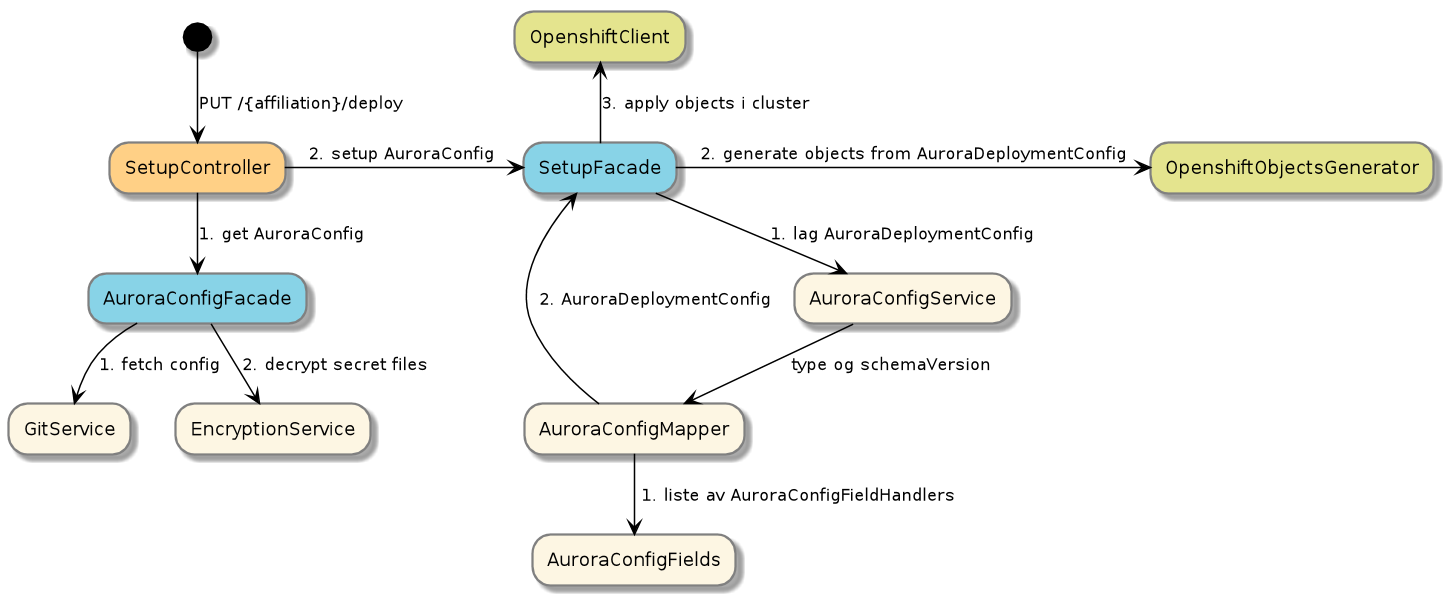 OpenshiftClient
PUT /{affiliation}/deploy
3. apply objects i cluster
SetupController
2. setup AuroraConfig
SetupFacade
2. generate objects from AuroraDeploymentConfig
OpenshiftObjectsGenerator
1. get AuroraConfig
1. lag AuroraDeploymentConfig
AuroraConfigFacade
2. AuroraDeploymentConfig
AuroraConfigService
1. fetch config
2. decrypt secret files
type og schemaVersion
GitService
EncryptionService
AuroraConfigMapper
1. liste av AuroraConfigFieldHandlers
AuroraConfigFields